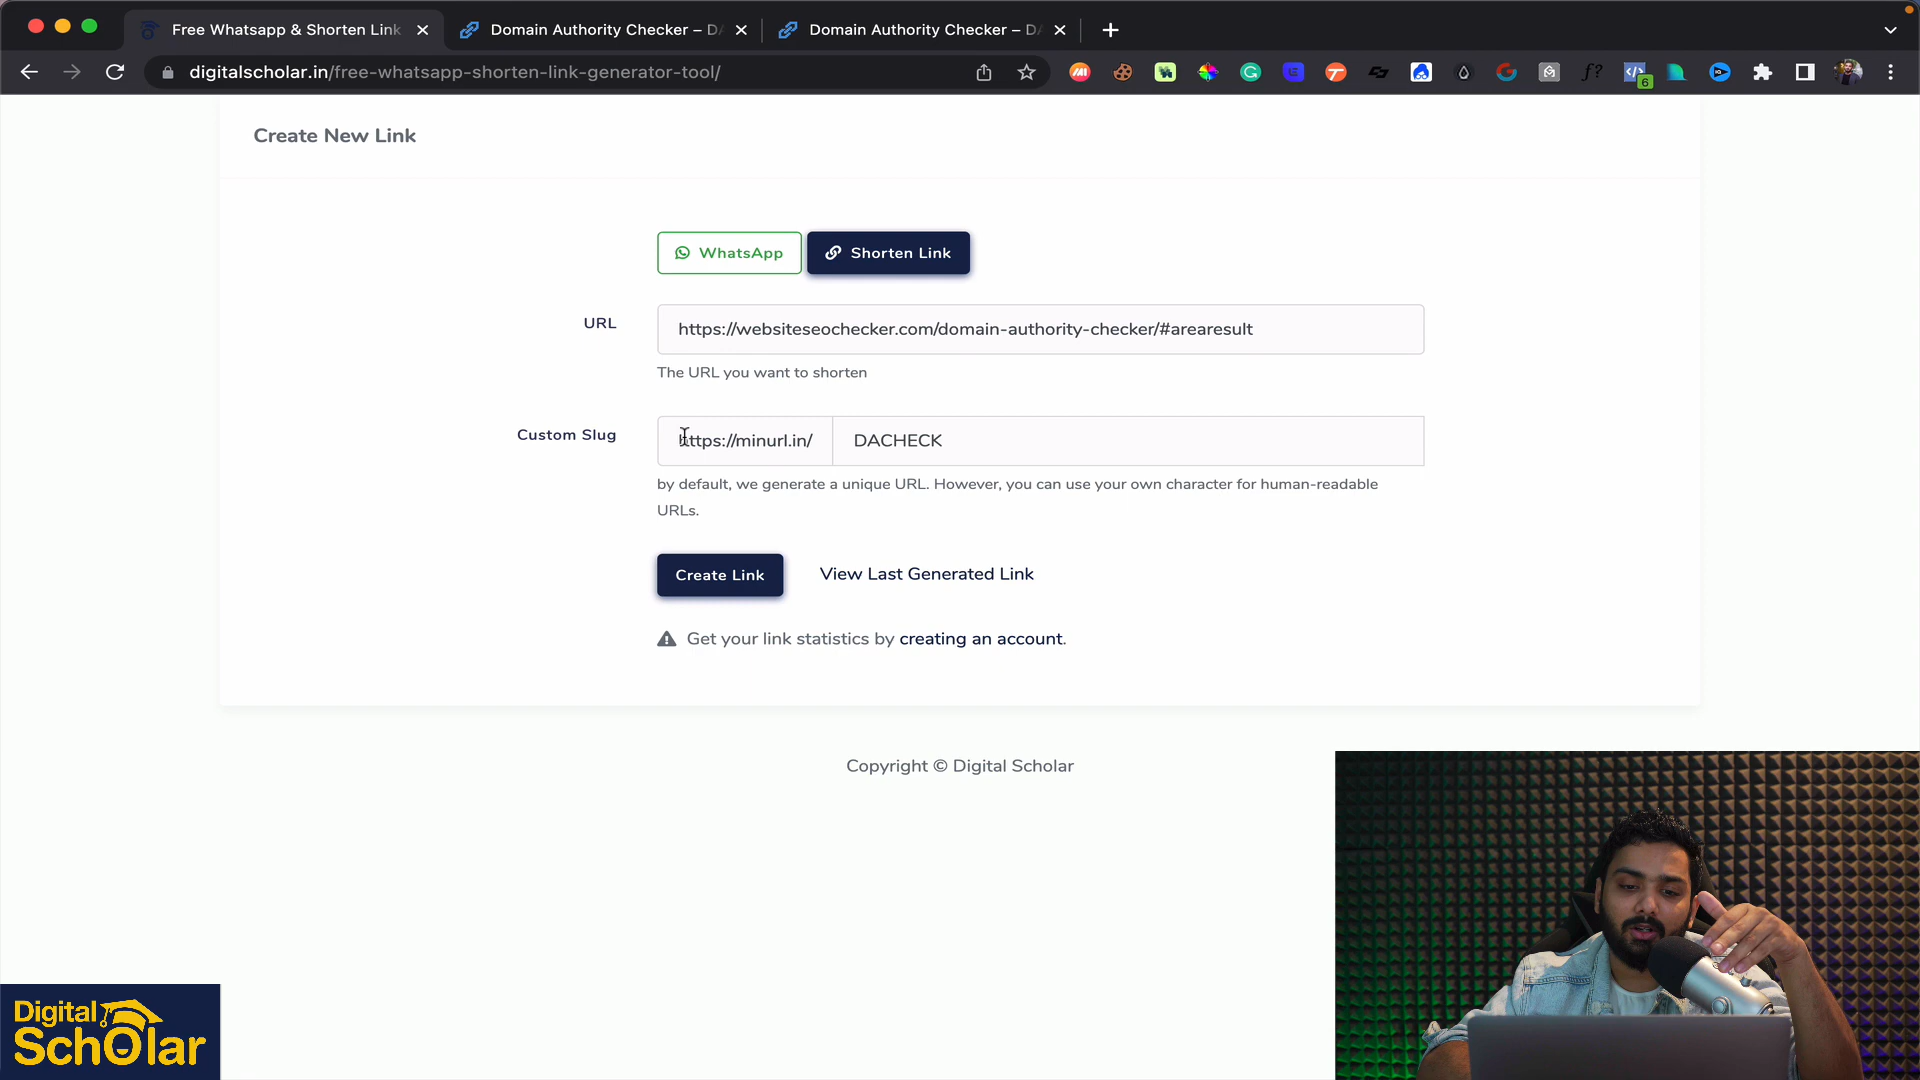 Free Whatsapp & Shorten Link
Domain Authority Checker – DA
Domain Authority Checker – DA
digitalscholar.in/free-whatsapp-shorten-link-generator-tool/
6
Create New Link
WhatsApp
Shorten Link
URL
https://websiteseochecker.com/domain-authority-checker/#arearesult
The URL you want to shorten
Custom Slug
https://minurl.in/
DACHECK
by default, we generate a unique URL. However, you can use your own character for human-readable
URLs.
Create Link
View Last Generated Link
Get your link statistics by creating an account.
Copyright © Digital Scholar
Digital
SchOlar